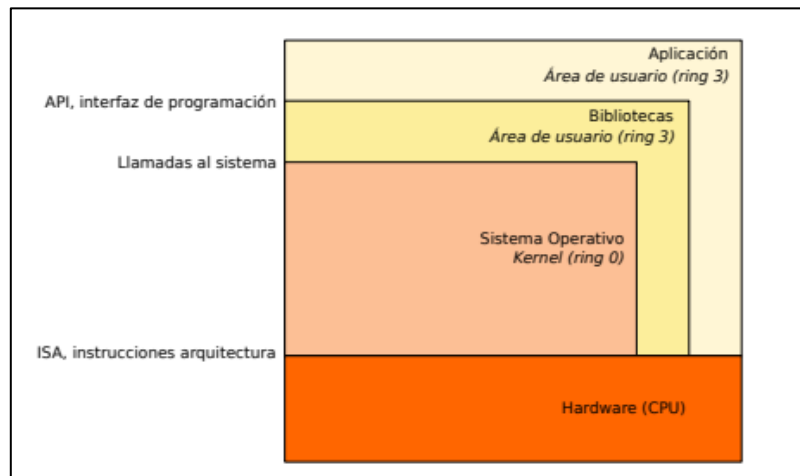 Aplicación
Área de usuario (ring 3)
API, interfaz de programación
Bibliotecas
Área de usuario (ring 3)
Llamadas al sistema
Sistema Operativo
Kernel (ring 0)
ISA, instrucciones arquitectura
Hardware (CPU)